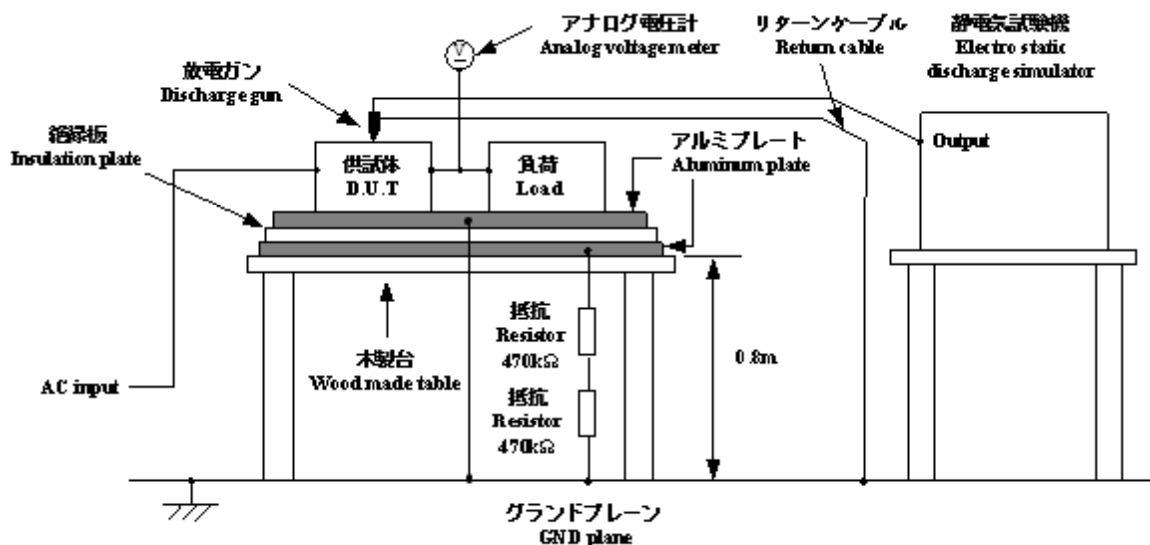 アナログ電圧計
Analog voltage meter
リターンケーブル
Return cable
静電気試験機
Electro static
discharge simulator
放電ガン
Discharge gun
絶縁板
Insulation plate
V
供試体
D.U.T
負荷
Load
アルミプレート
Aluminum plate
Output
抵抗
Resistor
470kΩ
0.8m
木製台
Wood made table
AC input
抵抗
Resistor
470kΩ
グランドプレーン
GND plane